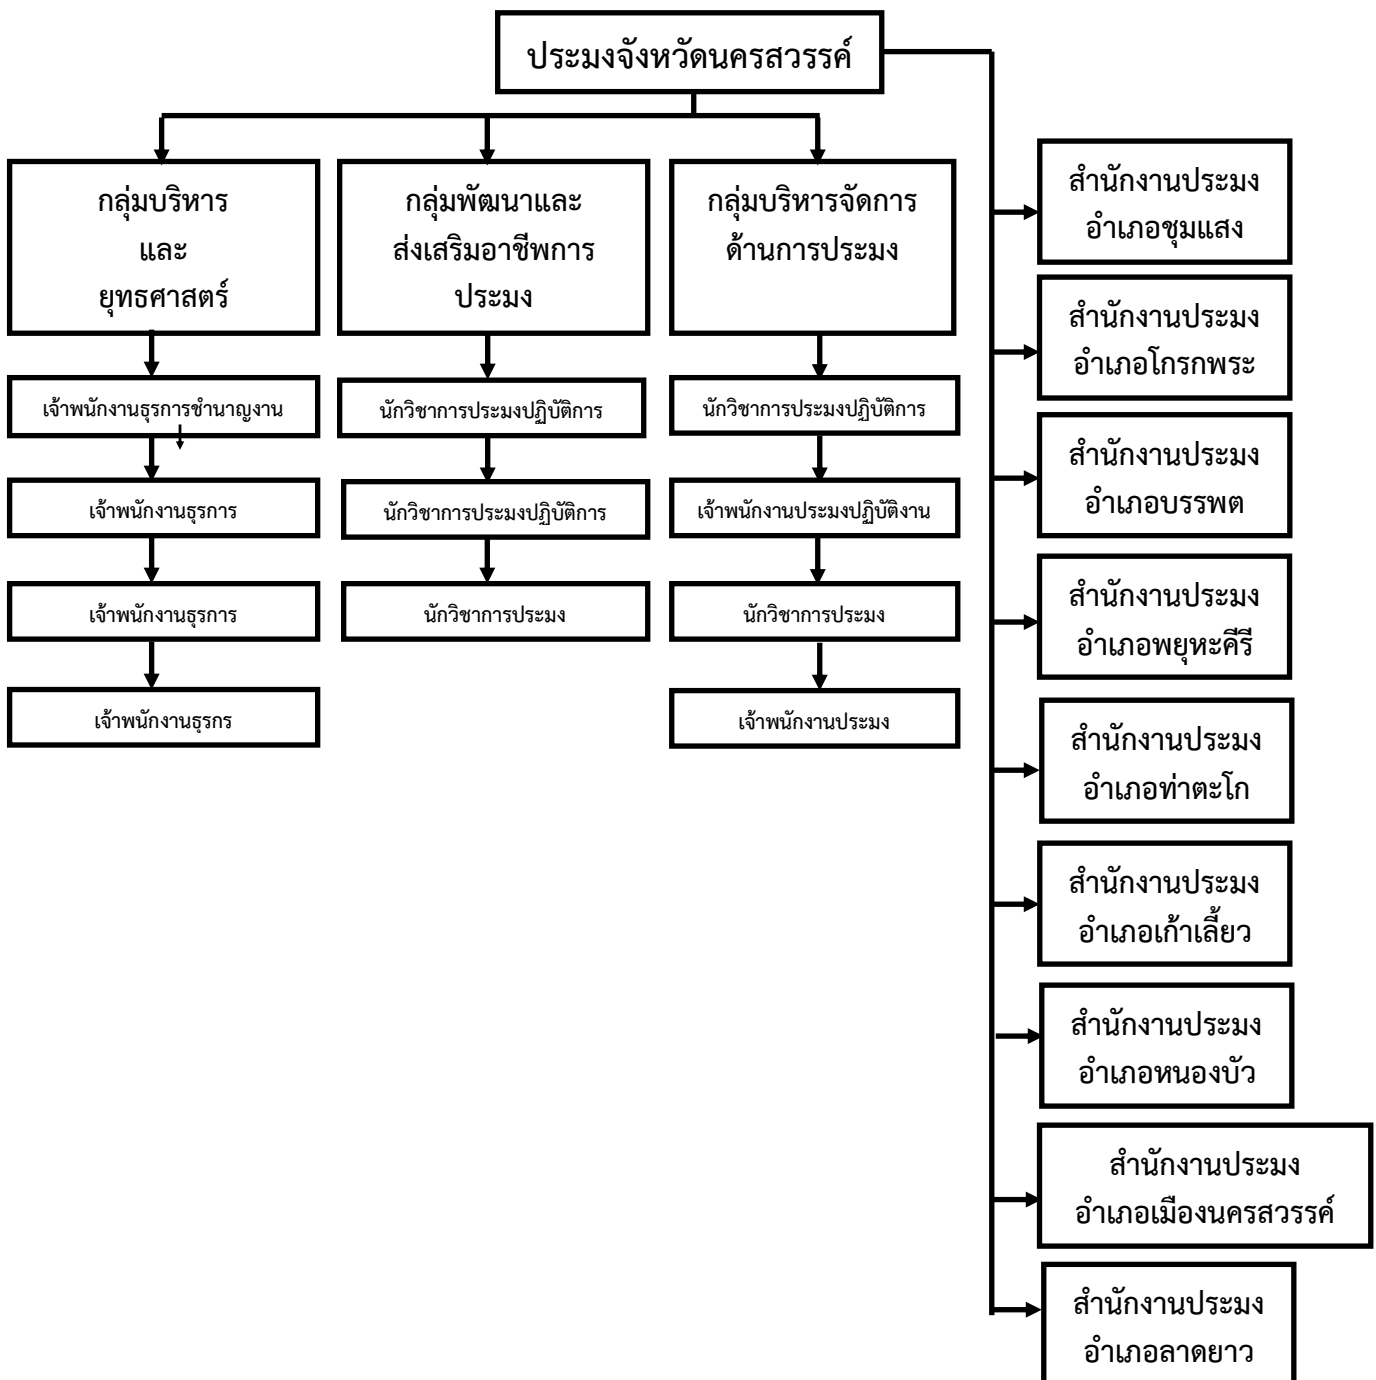 ประมงจังหวัดนครสวรรค์
กลุ่มบริหาร
และ
ยุทธศาสตร์
เจ้าพนักงานธุรการชำนาญงาน
เจ้าพนักงานธุรการ
เจ้าพนักงานธุรการ
เจ้าพนักงานธุรกร
กลุ่มพัฒนาและ
ส่งเสริมอาชีพการ
ประมง
นักวิชาการประมงปฏิบัติการ
นักวิชาการประมงปฏิบัติการ
นักวิชาการประมง
กลุ่มบริหารจัดการ
ด้านการประมง
นักวิชาการประมงปฏิบัติการ
เจ้าพนักงานประมงปฏิบัติงาน
นักวิชาการประมง
เจ้าพนักงานประมง
สำนักงานประมง
อำเภอชุมแสง
สำนักงานประมง
อำเภอโกรกพระ
สำนักงานประมง
อำเภอบรรพต
สำนักงานประมง
อำเภอพยุหะคีรี
สำนักงานประมง
อำเภอท่าตะโก
สำนักงานประมง
อำเภอเก้าเลี้ยว
สำนักงานประมง
อำเภอหนองบัว
สำนักงานประมง
อำเภอเมืองนครสวรรค์
สำนักงานประมง
อำเภอลาดยาว